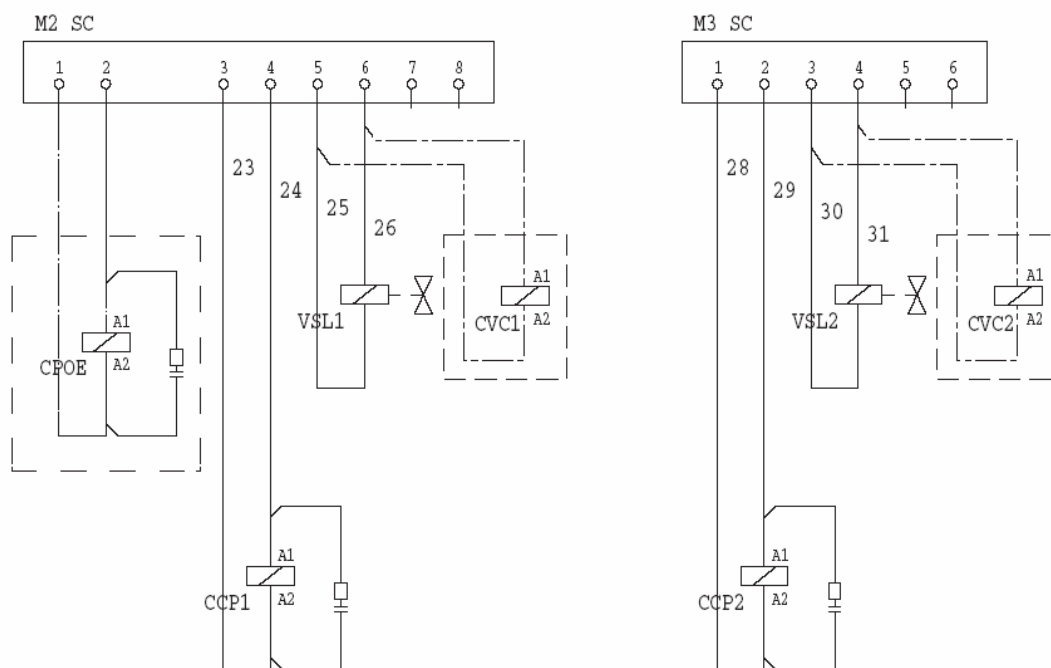 M2 SC
M3 SC
1 2 3 4 5 6 7 8
1 2 3 4 5 6
23
24
25
26
28
29
30
31
A1
VSL1
CVC1
A2
A1
VSL2
CVC2
A2
A1
CPOE
A2
A1
CCP1
A2
A1
CCP2
A2